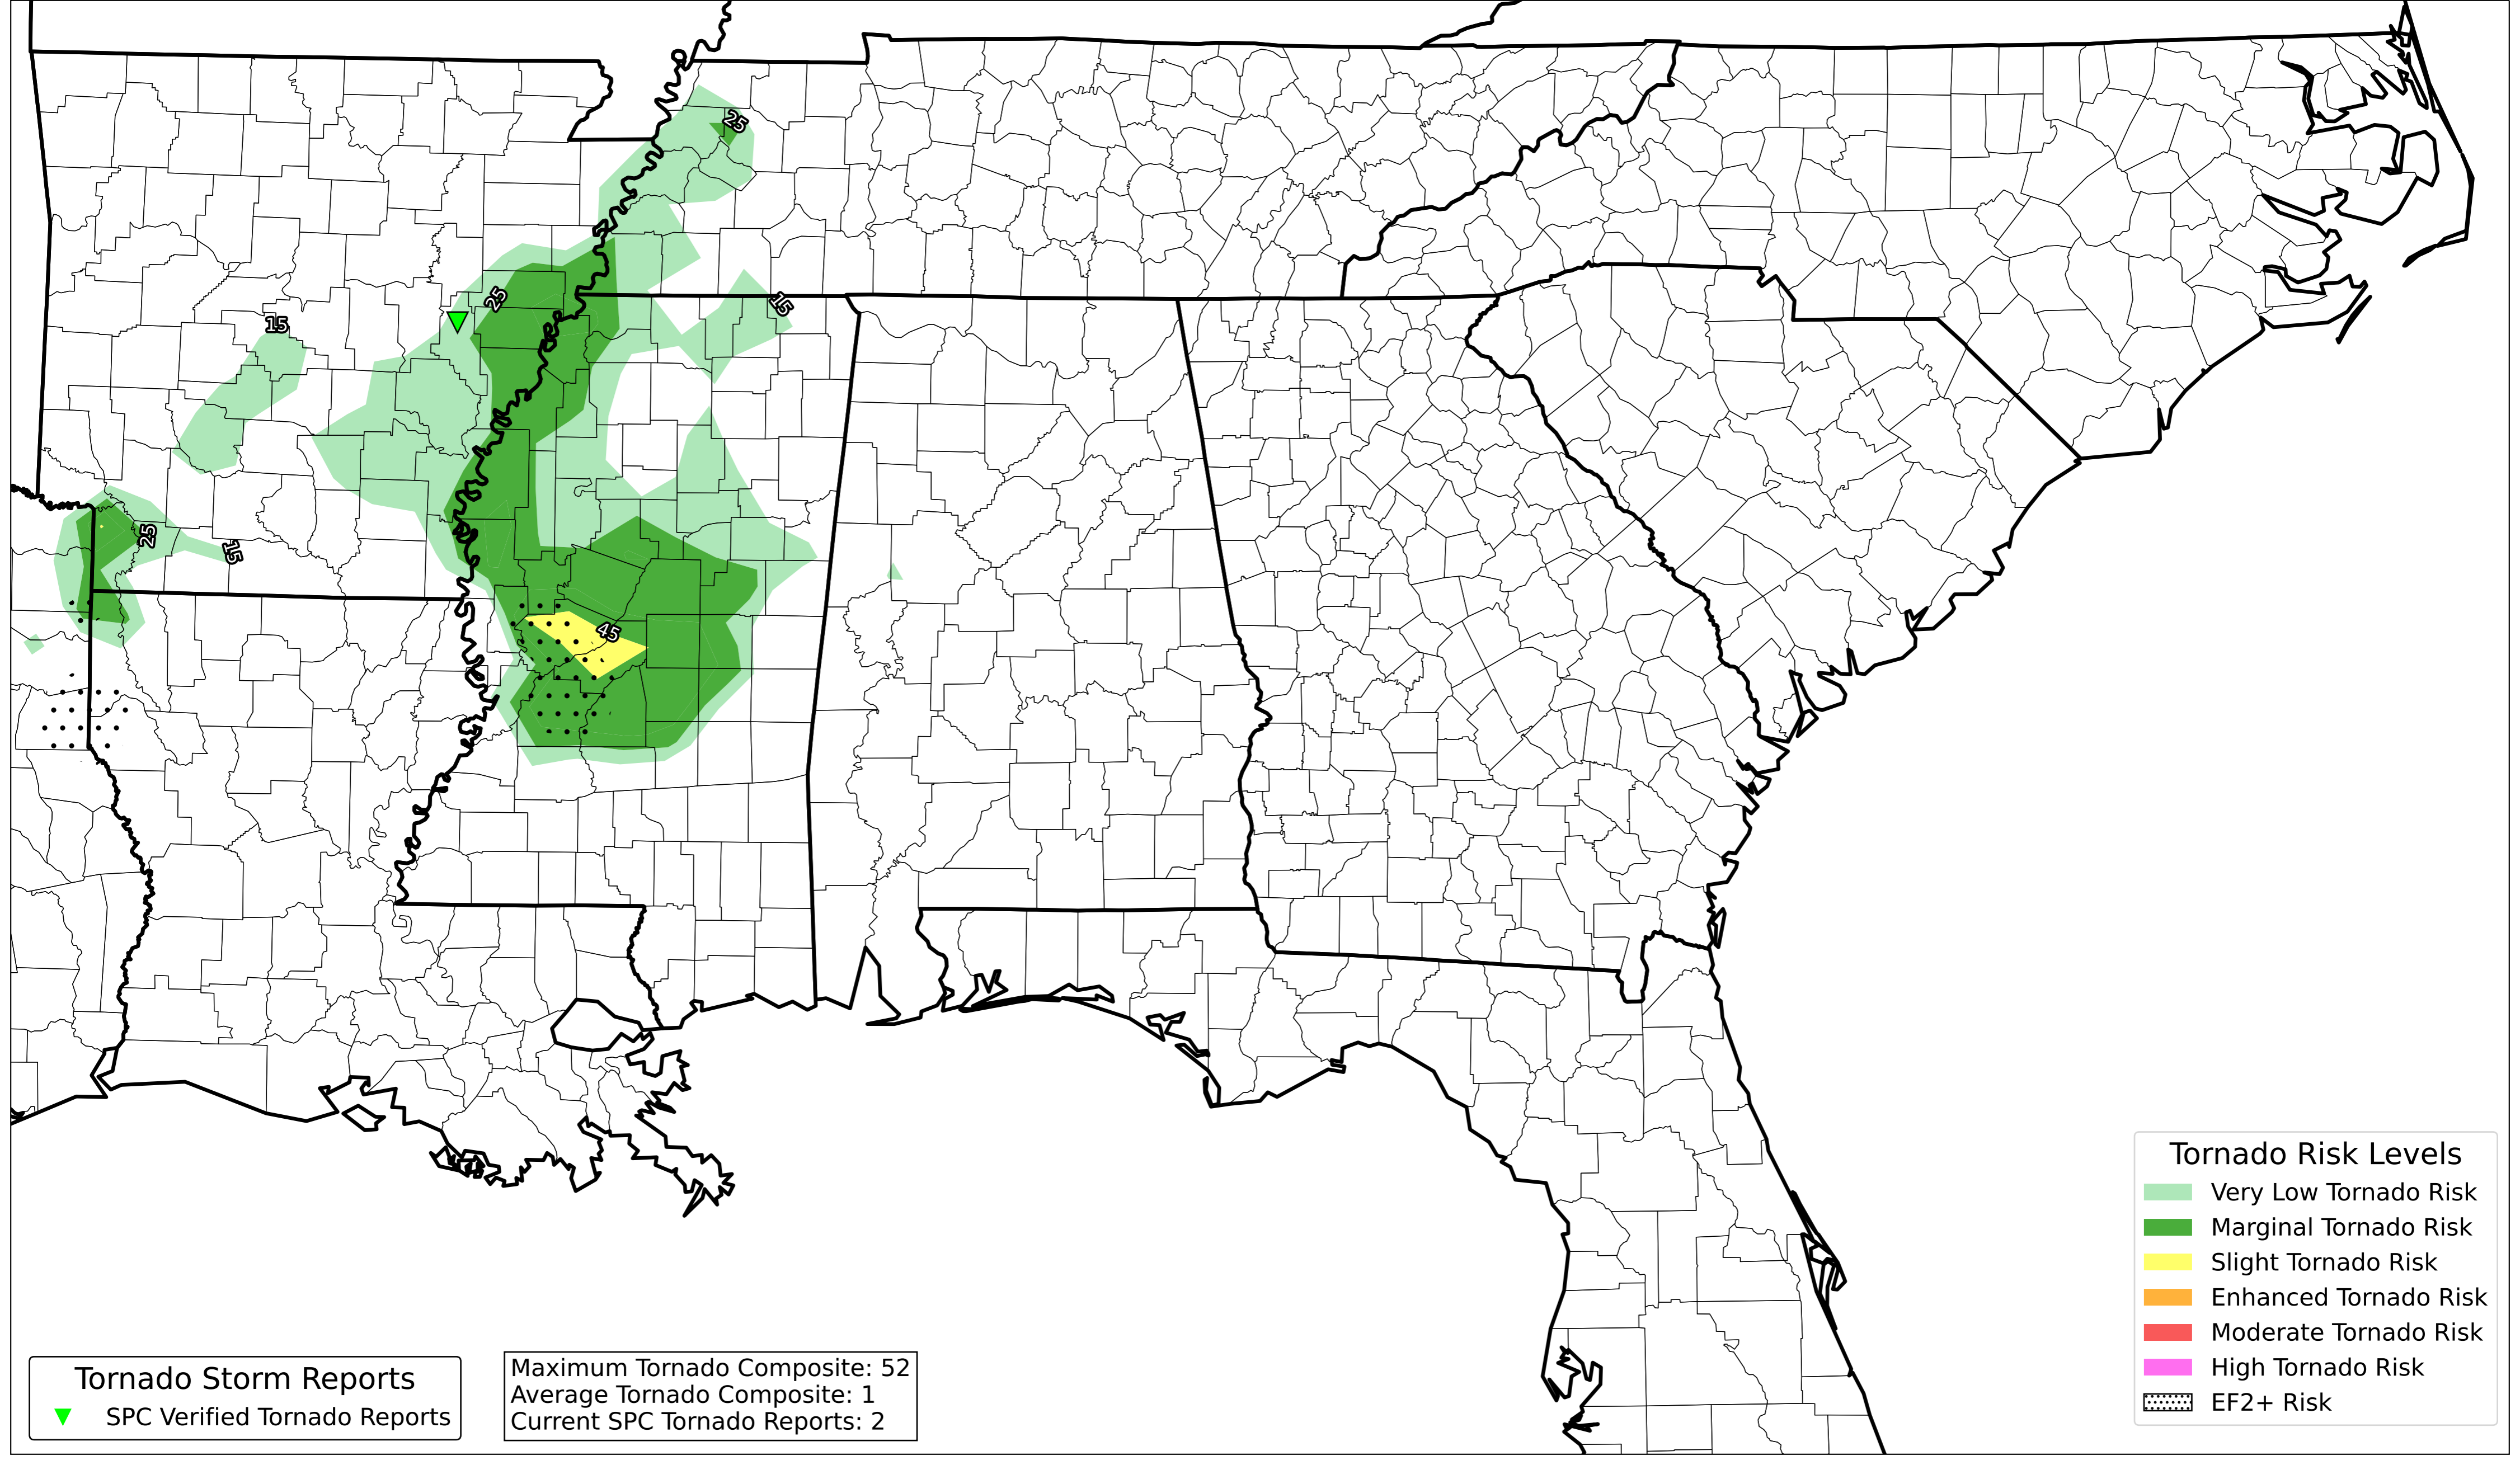 25
15
25
15
25
15
45
Tornado Risk Levels
Very Low Tornado Risk
Marginal Tornado Risk
Slight Tornado Risk
Enhanced Tornado Risk
Moderate Tornado Risk
High Tornado Risk
EF2+ Risk
Tornado Storm Reports
SPC Verified Tornado Reports
Maximum Tornado Composite: 52
Average Tornado Composite: 1
Current SPC Tornado Reports: 2